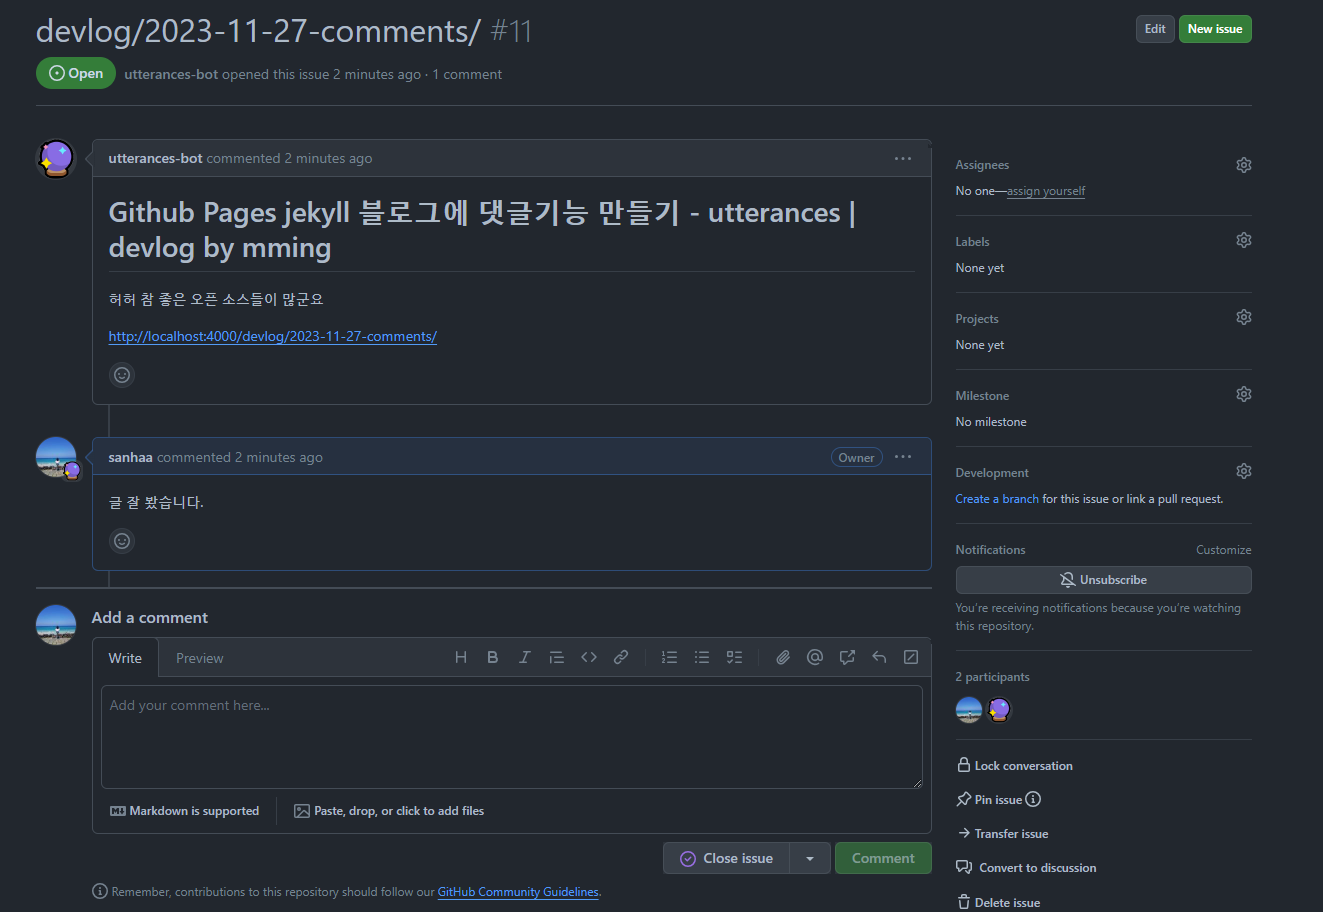 devlog/2023-11-27-comments/ #11
Edit
New issue
Open
utterances-bot opened this issue 2 minutes ago · 1 comment
utterances-bot commented 2 minutes ago
Github Pages jekyll 블로그에 댓글기능 만들기 - utterances |
devlog by mming
허허 참 좋은 오픈 소스들이 많군요
http://localhost:4000/devlog/2023-11-27-comments/
sanhaa commented 2 minutes ago
Owner
글 잘 봤습니다.
Add a comment
Write
Preview
Add your comment here...
Markdown is supported
Paste, drop, or click to add files
Close issue
Comment
Remember, contributions to this repository should follow our GitHub Community Guidelines.
Assignees
No one—assign yourself
Labels
None yet
Projects
None yet
Milestone
No milestone
Development
Create a branch for this issue or link a pull request.
Notifications
Customize
Unsubscribe
You're receiving notifications because you're watching
this repository.
2 participants
Lock conversation
Pin issue
Transfer issue
Convert to discussion
Delete issue